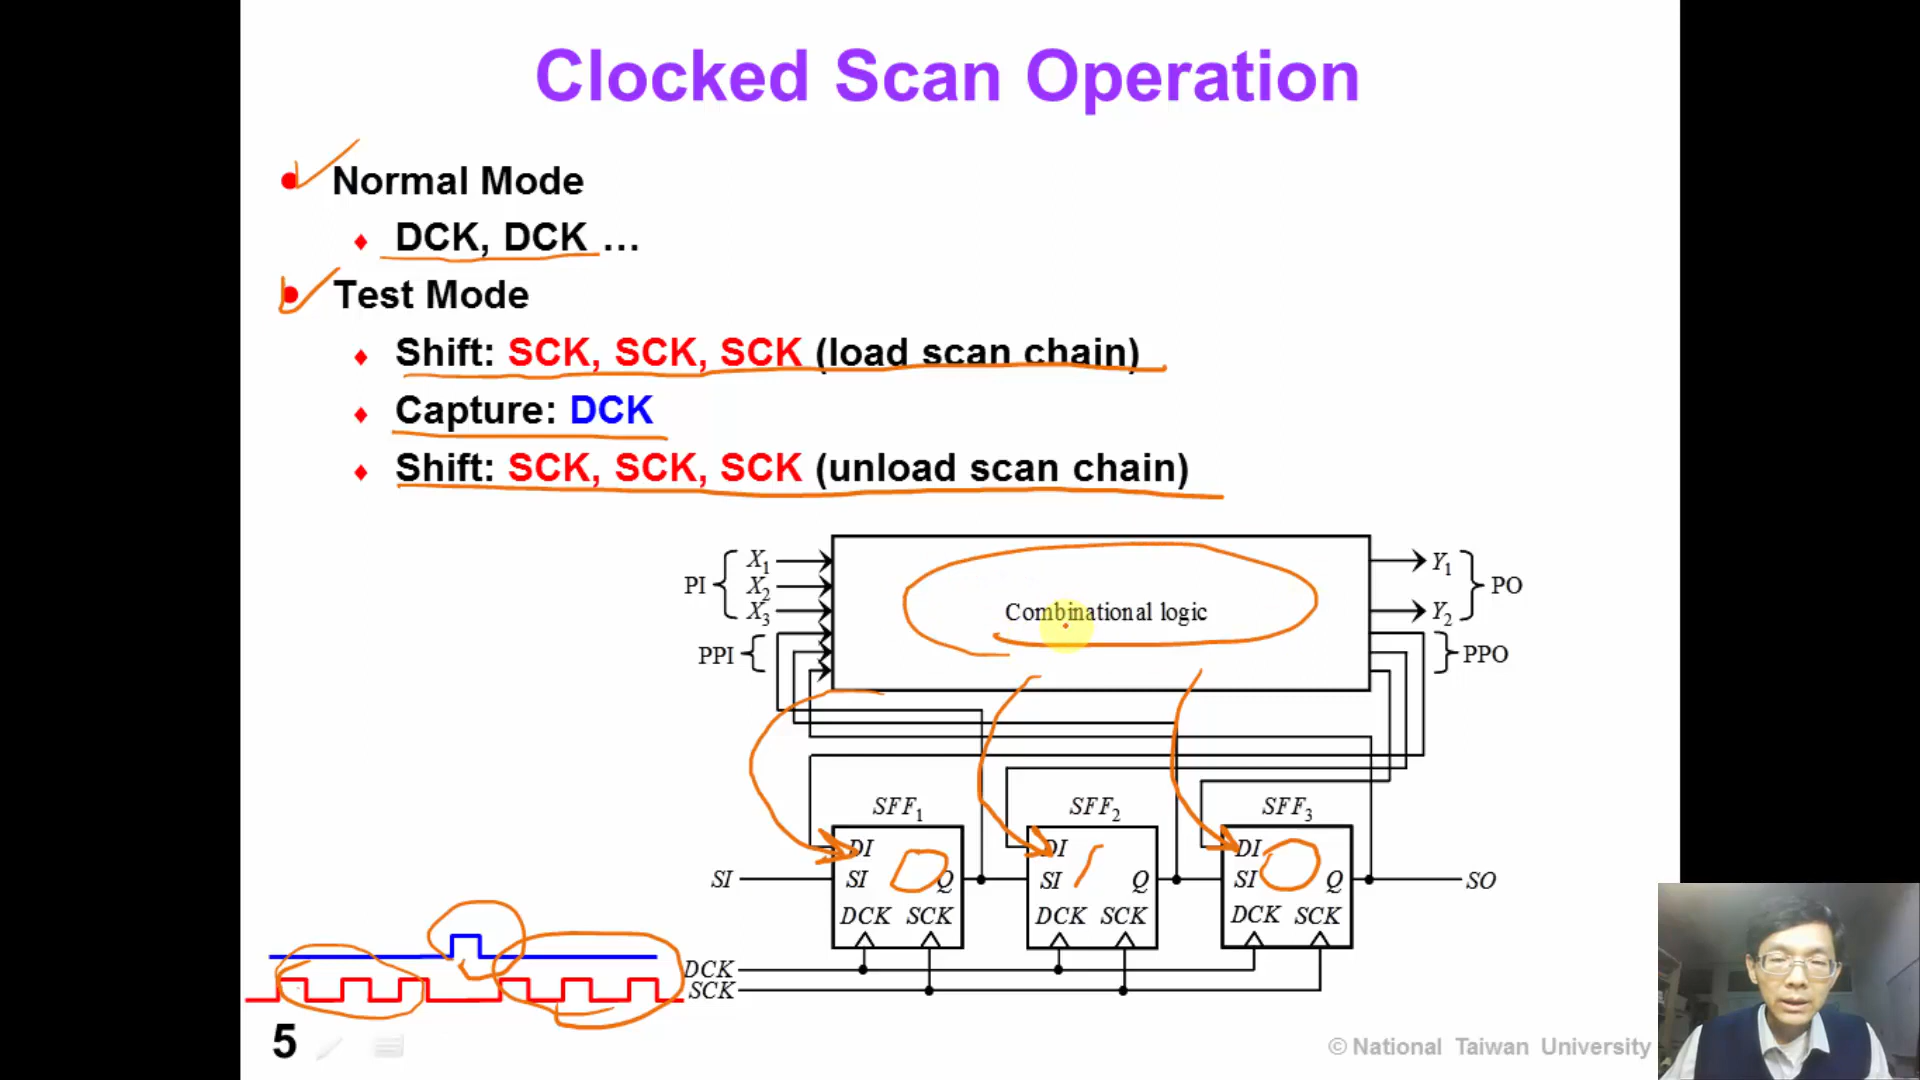 Clocked Scan Operation
Normal Mode
DCK, DCK …
Test Mode
Shift: SCK, SCK, SCK (load scan chain)
Capture: DCK
Shift: SCK, SCK, SCK (unload scan chain)
PI
X1
X2
X3
PPI
Combinational logic
Y1
Y2
PO
PPO
SFF1
SFF2
SFF3
DI
DI
DI
SI
SI
0
Q
SI
1
Q
SI
0
Q
SO
DCK
SCK
DCK
SCK
DCK
SCK
DCK
SCK
5
© National Taiwan University